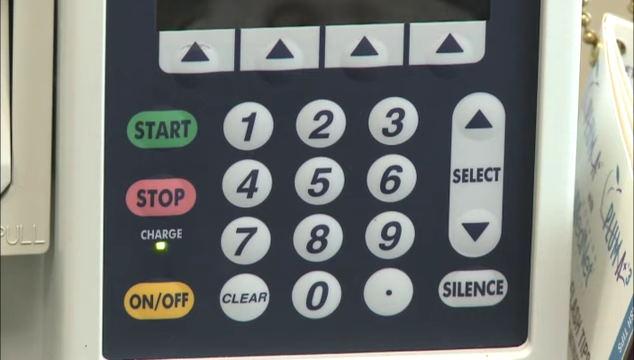 START 1 2 3
STOP 4 5 6 SELECT
CHARGE
7 8 9
ON/OFF CLEAR 0 . SILENCE
PULL